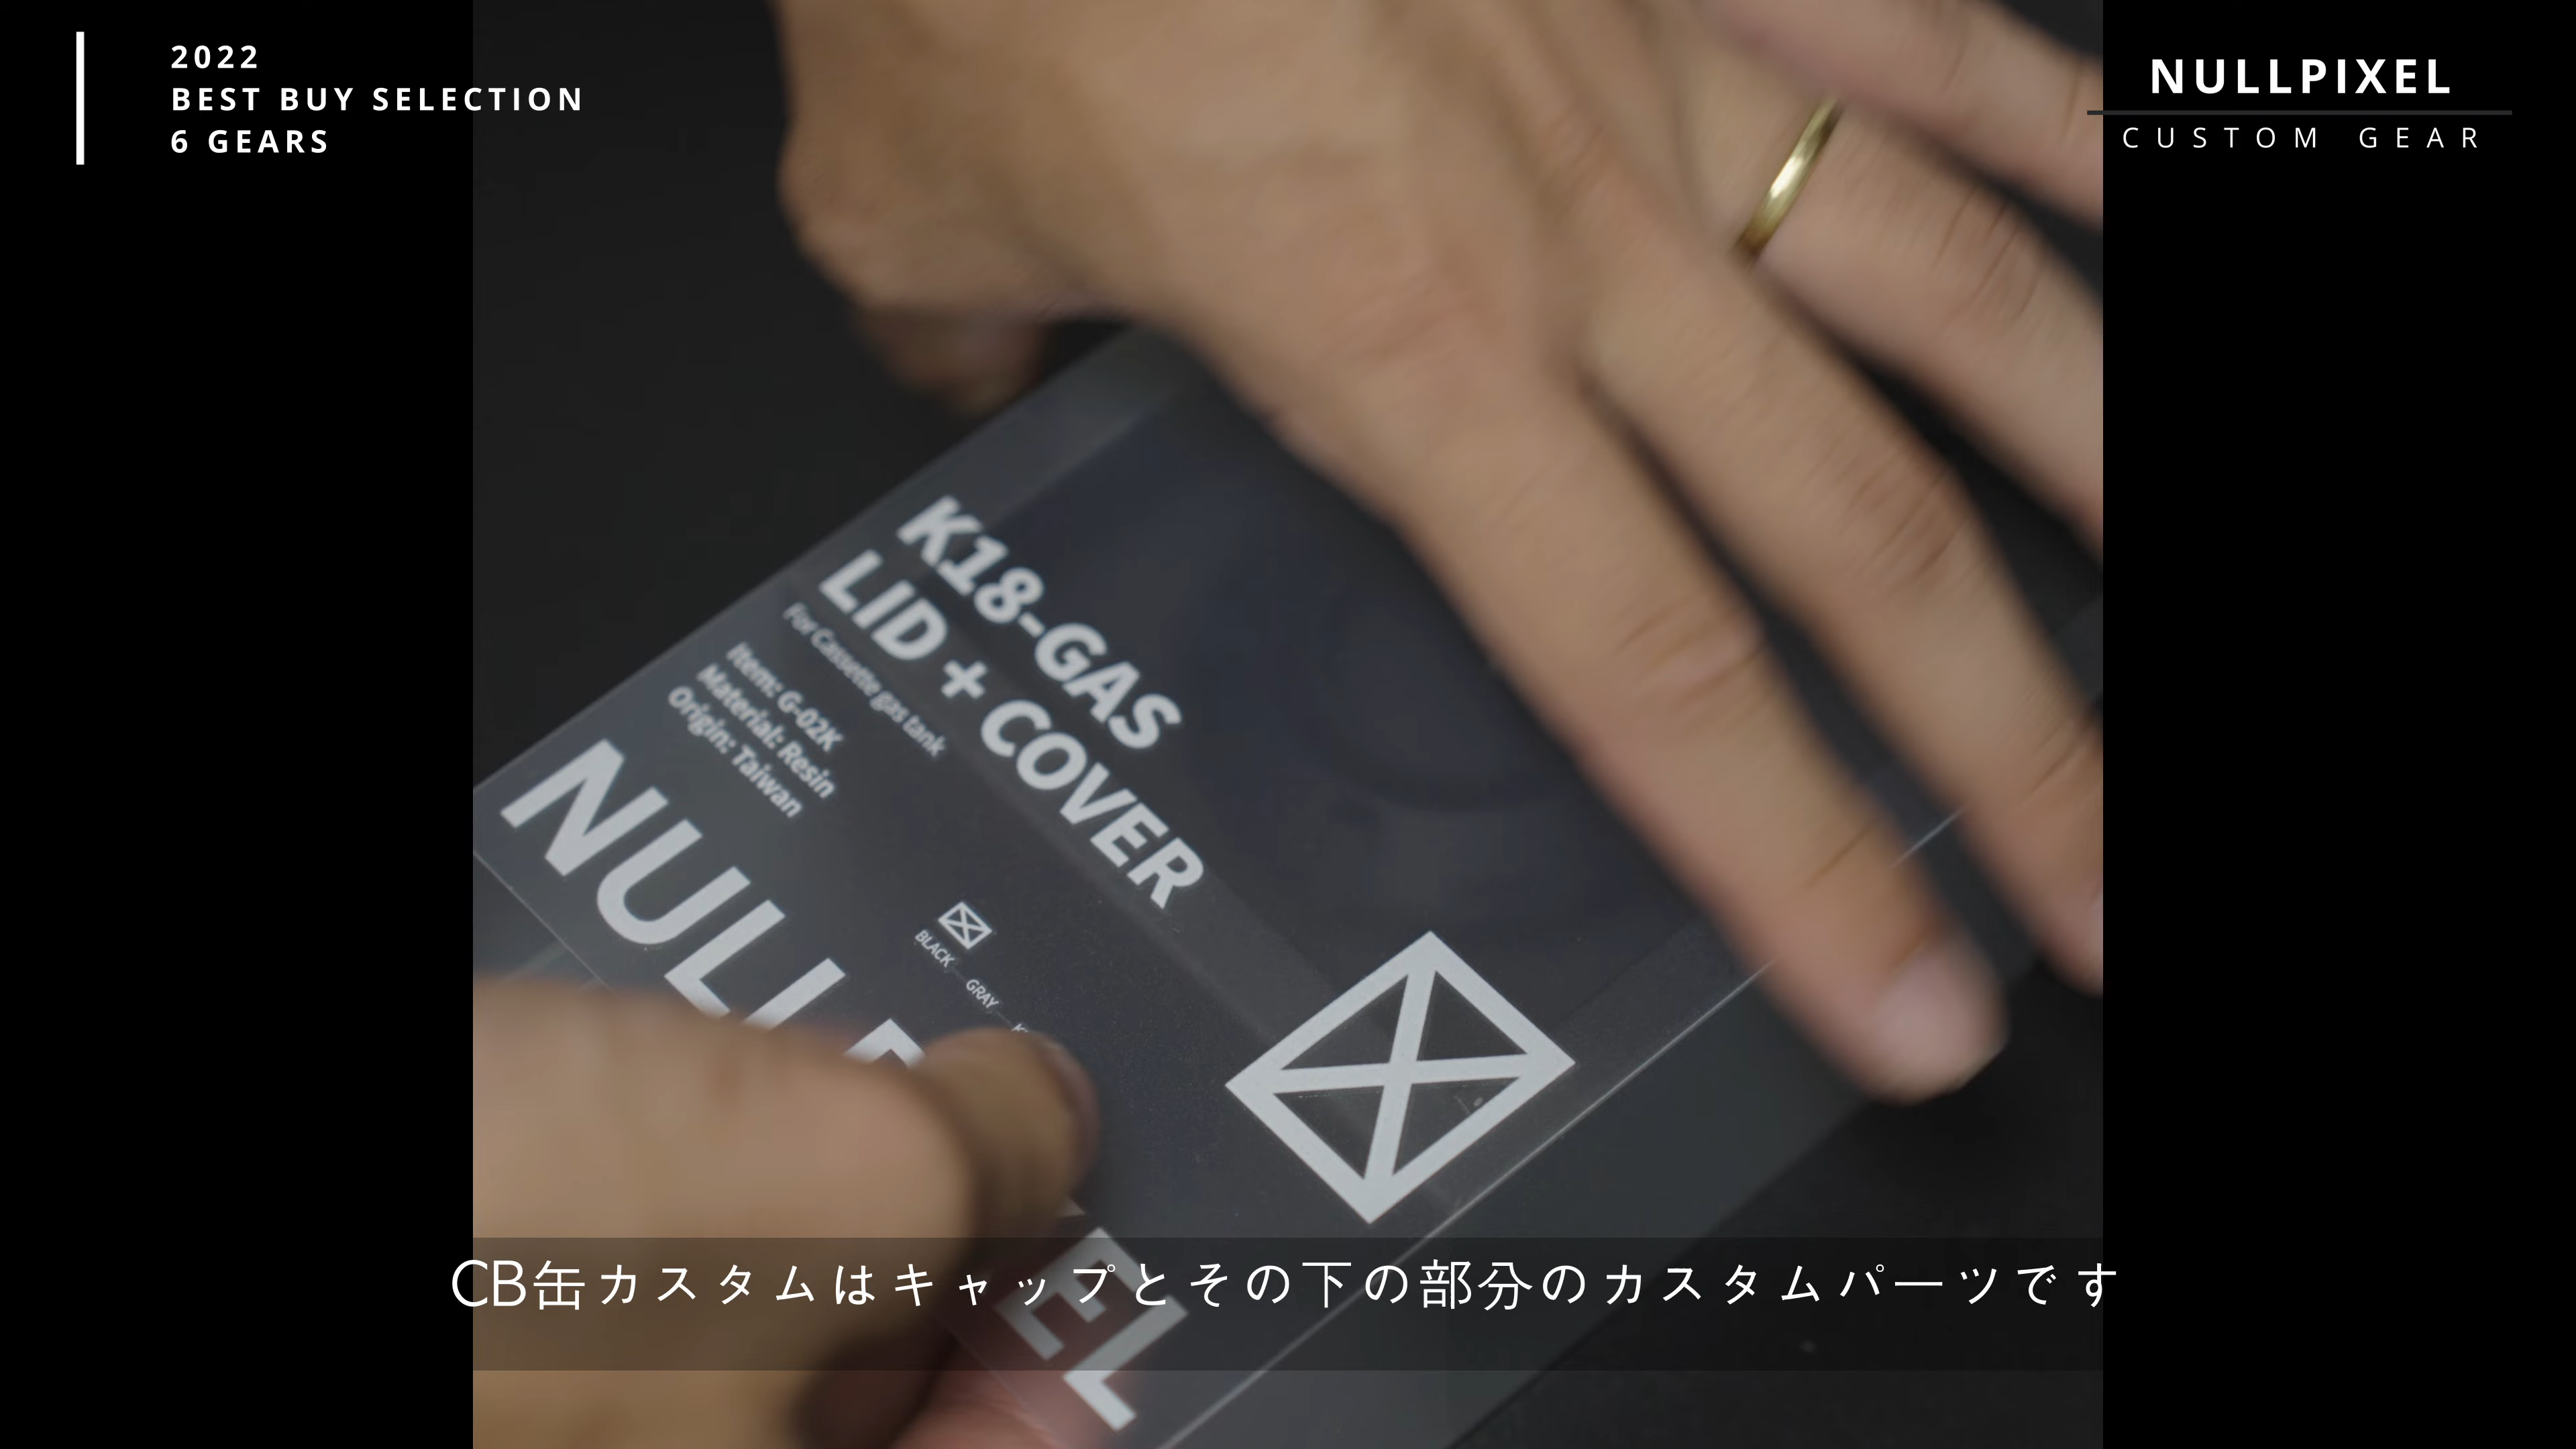 2022
BEST BUY SELECTION
6 GEARS
NULLPIXEL
CUSTOM GEAR
K18-GAS
LID + COVER
For Cassette gas tank
Item: G-02K
Material: Resin
Origin: Taiwan
BLACK
GRAY
CB缶カスタムはキャップとその下の部分のカスタムパーツです